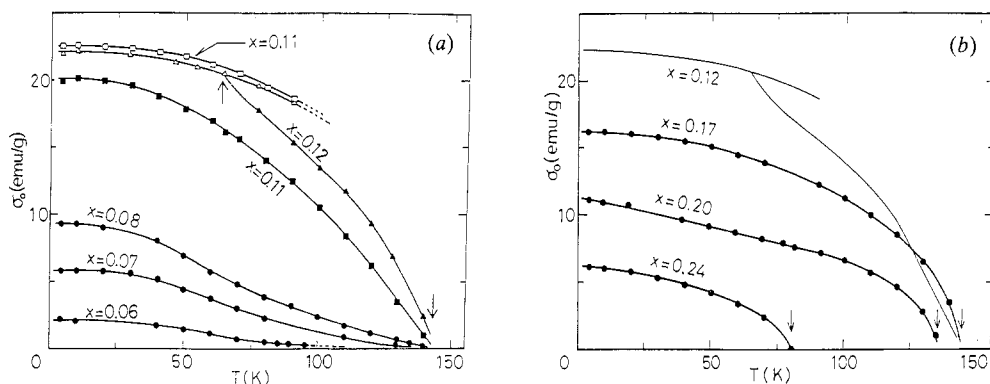 (a)
x=0.11
20
σ₀(emu/g)
x=0.12
x=0.11
10
x=0.08
x=0.07
x=0.06
0
50
100
150
T(K)
(b)
x=0.12
20
σ₀(emu/g)
x=0.17
x=0.20
10
x=0.24
0
50
100
150
T(K)